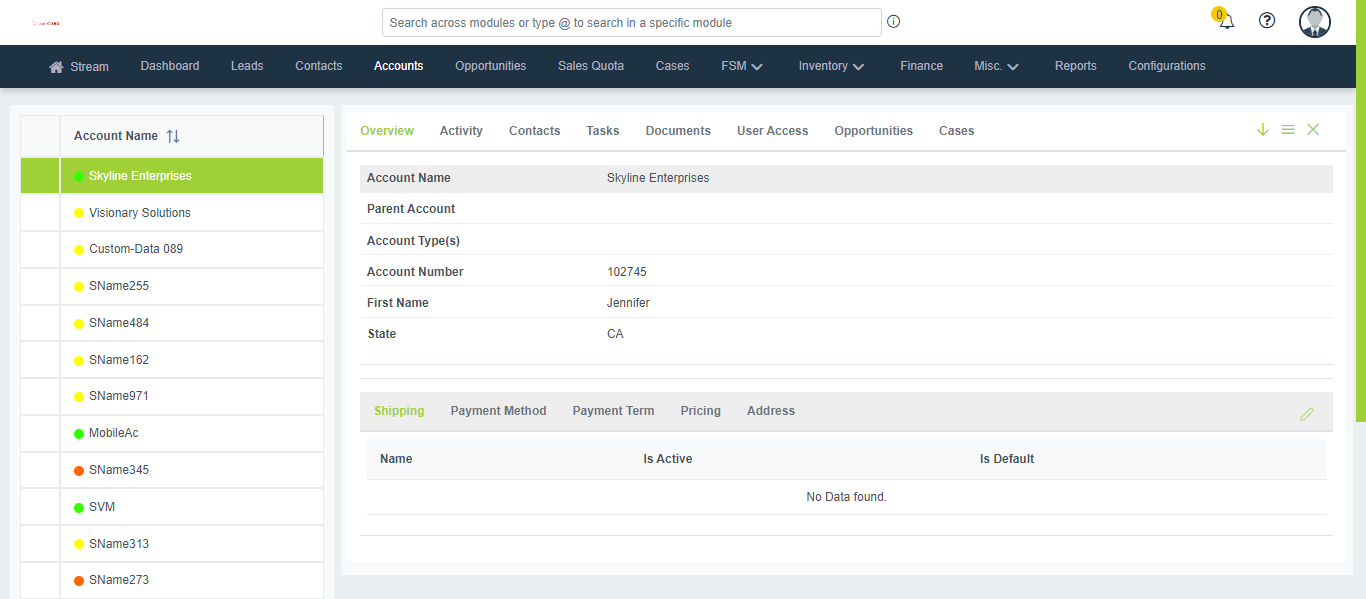 Search across modules or type @ to search in a specific module
0
Stream Dashboard Leads Contacts Accounts Opportunities Sales Quota Cases FSM Inventory Finance Misc. Reports Configurations
Account Name
Skyline Enterprises
Visionary Solutions
Custom-Data 089
SName255
SName484
SName162
SName971
MobileAc
SName345
SVM
SName313
SName273
Overview Activity Contacts Tasks Documents User Access Opportunities Cases
Account Name Skyline Enterprises
Parent Account
Account Type(s)
Account Number 102745
First Name Jennifer
State CA
Shipping Payment Method Payment Term Pricing Address
Name Is Active Is Default
No Data found.